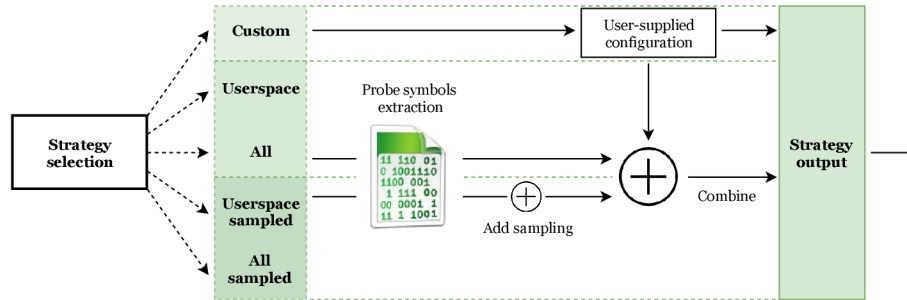 Custom
User-supplied
configuration
Userspace
Probe symbols
extraction
Strategy
selection
All
11 110 01
0 1001110
1100 001
1 111 00
00 0001 1
11 1 1001
Strategy
output
Userspace
sampled
Combine
Add sampling
All
sampled